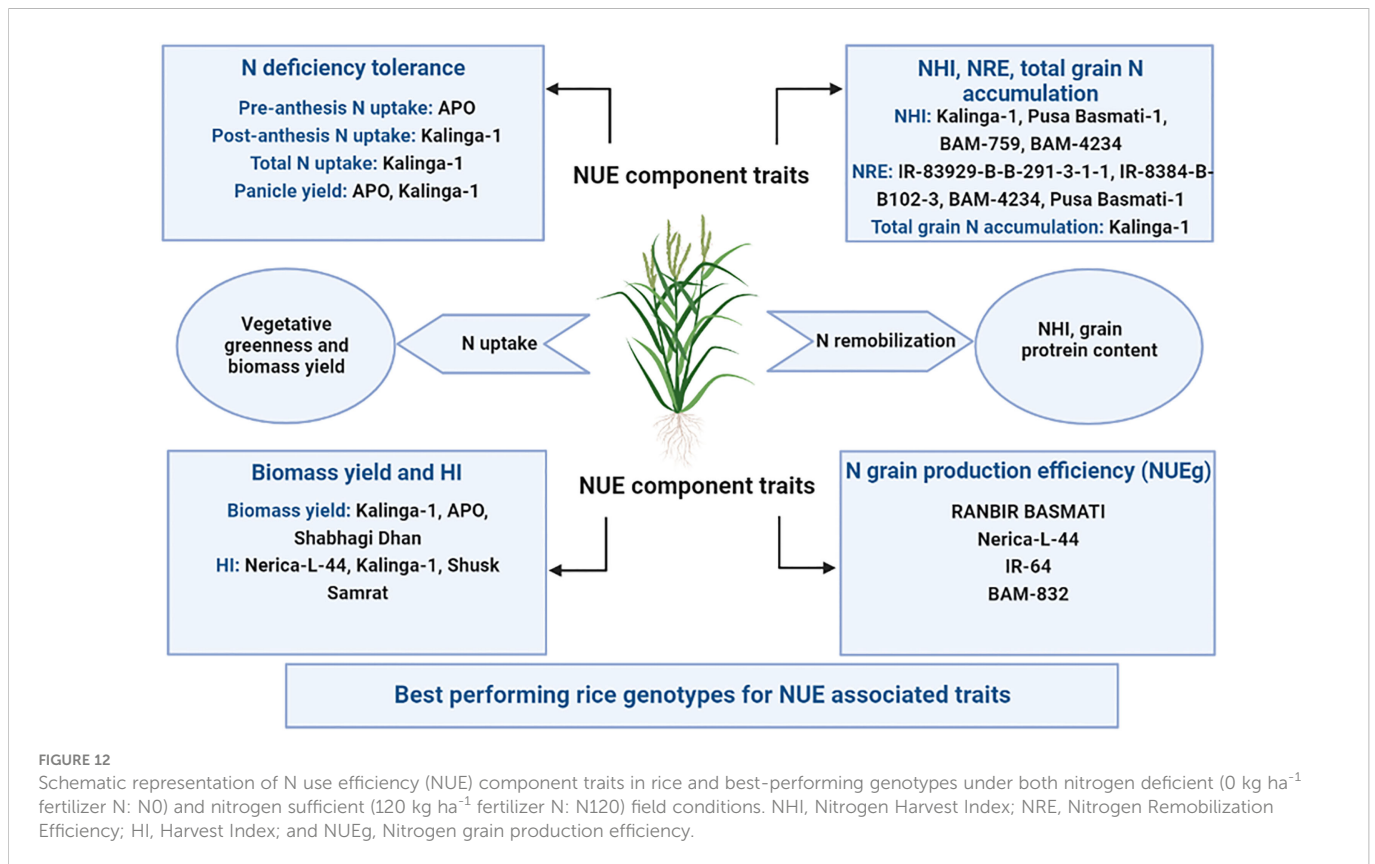 N deficiency tolerance
Pre-anthesis N uptake: APO
Post-anthesis N uptake: Kalinga-1
Total N uptake: Kalinga-1
Panicle yield: APO, Kalinga-1
NUE component traits
NHI, NRE, total grain N
accumulation
NHI: Kalinga-1, Pusa Basmati-1,
BAM-759, BAM-4234
NRE: IR-83929-B-B-291-3-1-1, IR-8384-B-
B102-3, BAM-4234, Pusa Basmati-1
Total grain N accumulation: Kalinga-1
Vegetative
greenness and
biomass yield
N uptake
N remobilization
NHI, grain
protrein content
Biomass yield and HI
Biomass yield: Kalinga-1, APO,
Shabhagi Dhan
HI: Nerica-L-44, Kalinga-1, Shusk
Samrat
NUE component traits
N grain production efficiency (NUEg)
RANBIR BASMATI
Nerica-L-44
IR-64
BAM-832
Best performing rice genotypes for NUE associated traits
FIGURE 12
Schematic representation of N use efficiency (NUE) component traits in rice and best-performing genotypes under both nitrogen deficient (0 kg ha⁻¹
fertilizer N: N0) and nitrogen sufficient (120 kg ha⁻¹ fertilizer N: N120) field conditions. NHI, Nitrogen Harvest Index; NRE, Nitrogen Remobilization
Efficiency; HI, Harvest Index; and NUEg, Nitrogen grain production efficiency.